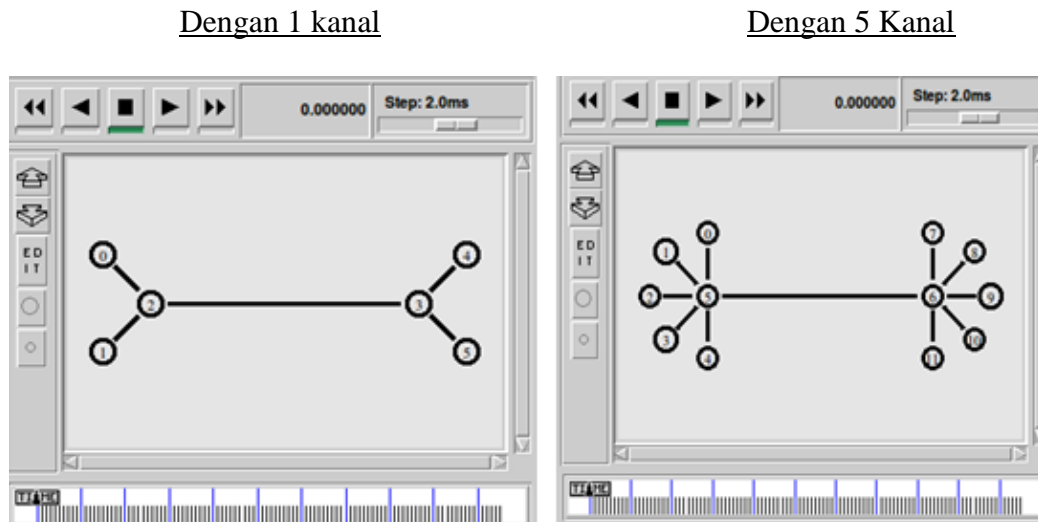 Dengan 1 kanal
Dengan 5 Kanal
0.000000
Step: 2.0ms
ED
IT
0
1
2
3
4
5
TIME
0.000000
Step: 2.0ms
ED
IT
0
1
2
3
4
5
6
7
8
9
10
11
TIME